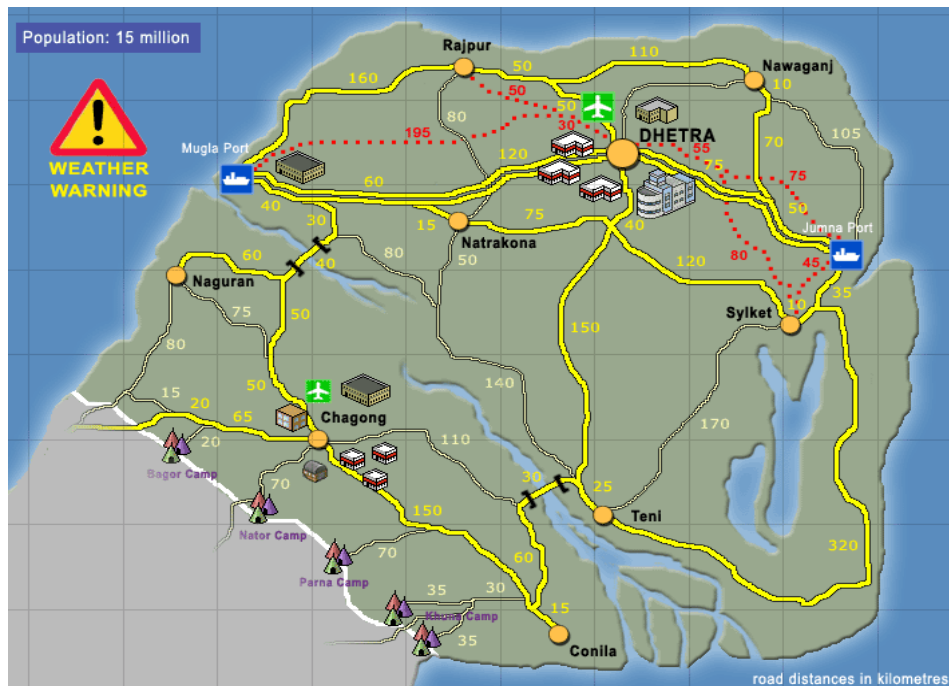 Population: 15 million
Rajpur
110
Nawaganj
50
160
10
50
50
80
WEATHER
WARNING
195
30
DHETRA
105
70
Mugla Port
120
55
75
75
60
40
50
30
15
75
40
Jumna Port
Natrakona
60
40
80
50
120
80
45
35
Naguran
10
Sylket
75
50
150
80
15
50
140
20
65
Chagong
20
110
170
Bagor Camp
70
30
25
150
Teni
Nator Camp
70
60
320
Parna Camp
35
30
Khuna Camp
15
35
Conila
road distances in kilometres